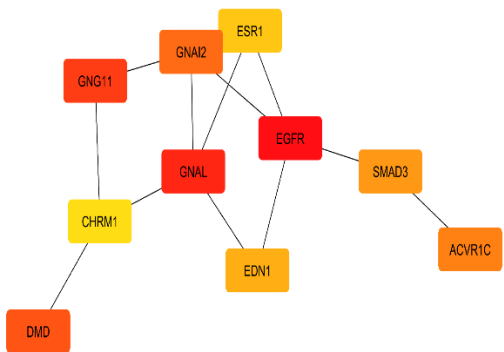 ESR1
GNAI2
GNG11
EGFR
GNAL
SMAD3
CHRM1
ACVR1C
EDN1
DMD